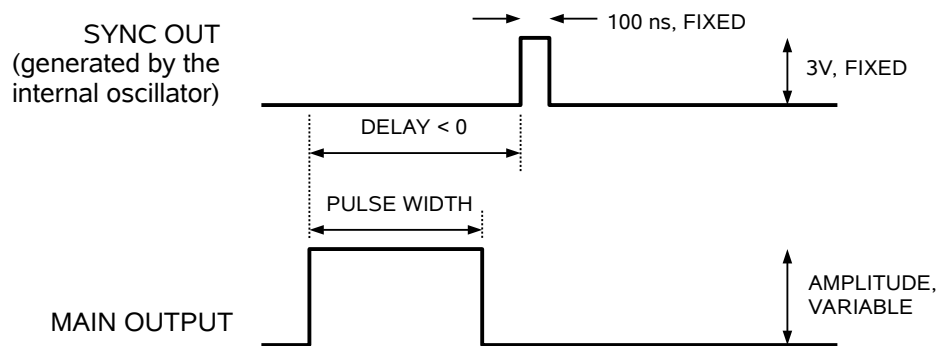 SYNC OUT
(generated by the
internal oscillator)
100 ns, FIXED
3V, FIXED
DELAY < 0
PULSE WIDTH
MAIN OUTPUT
AMPLITUDE,
VARIABLE